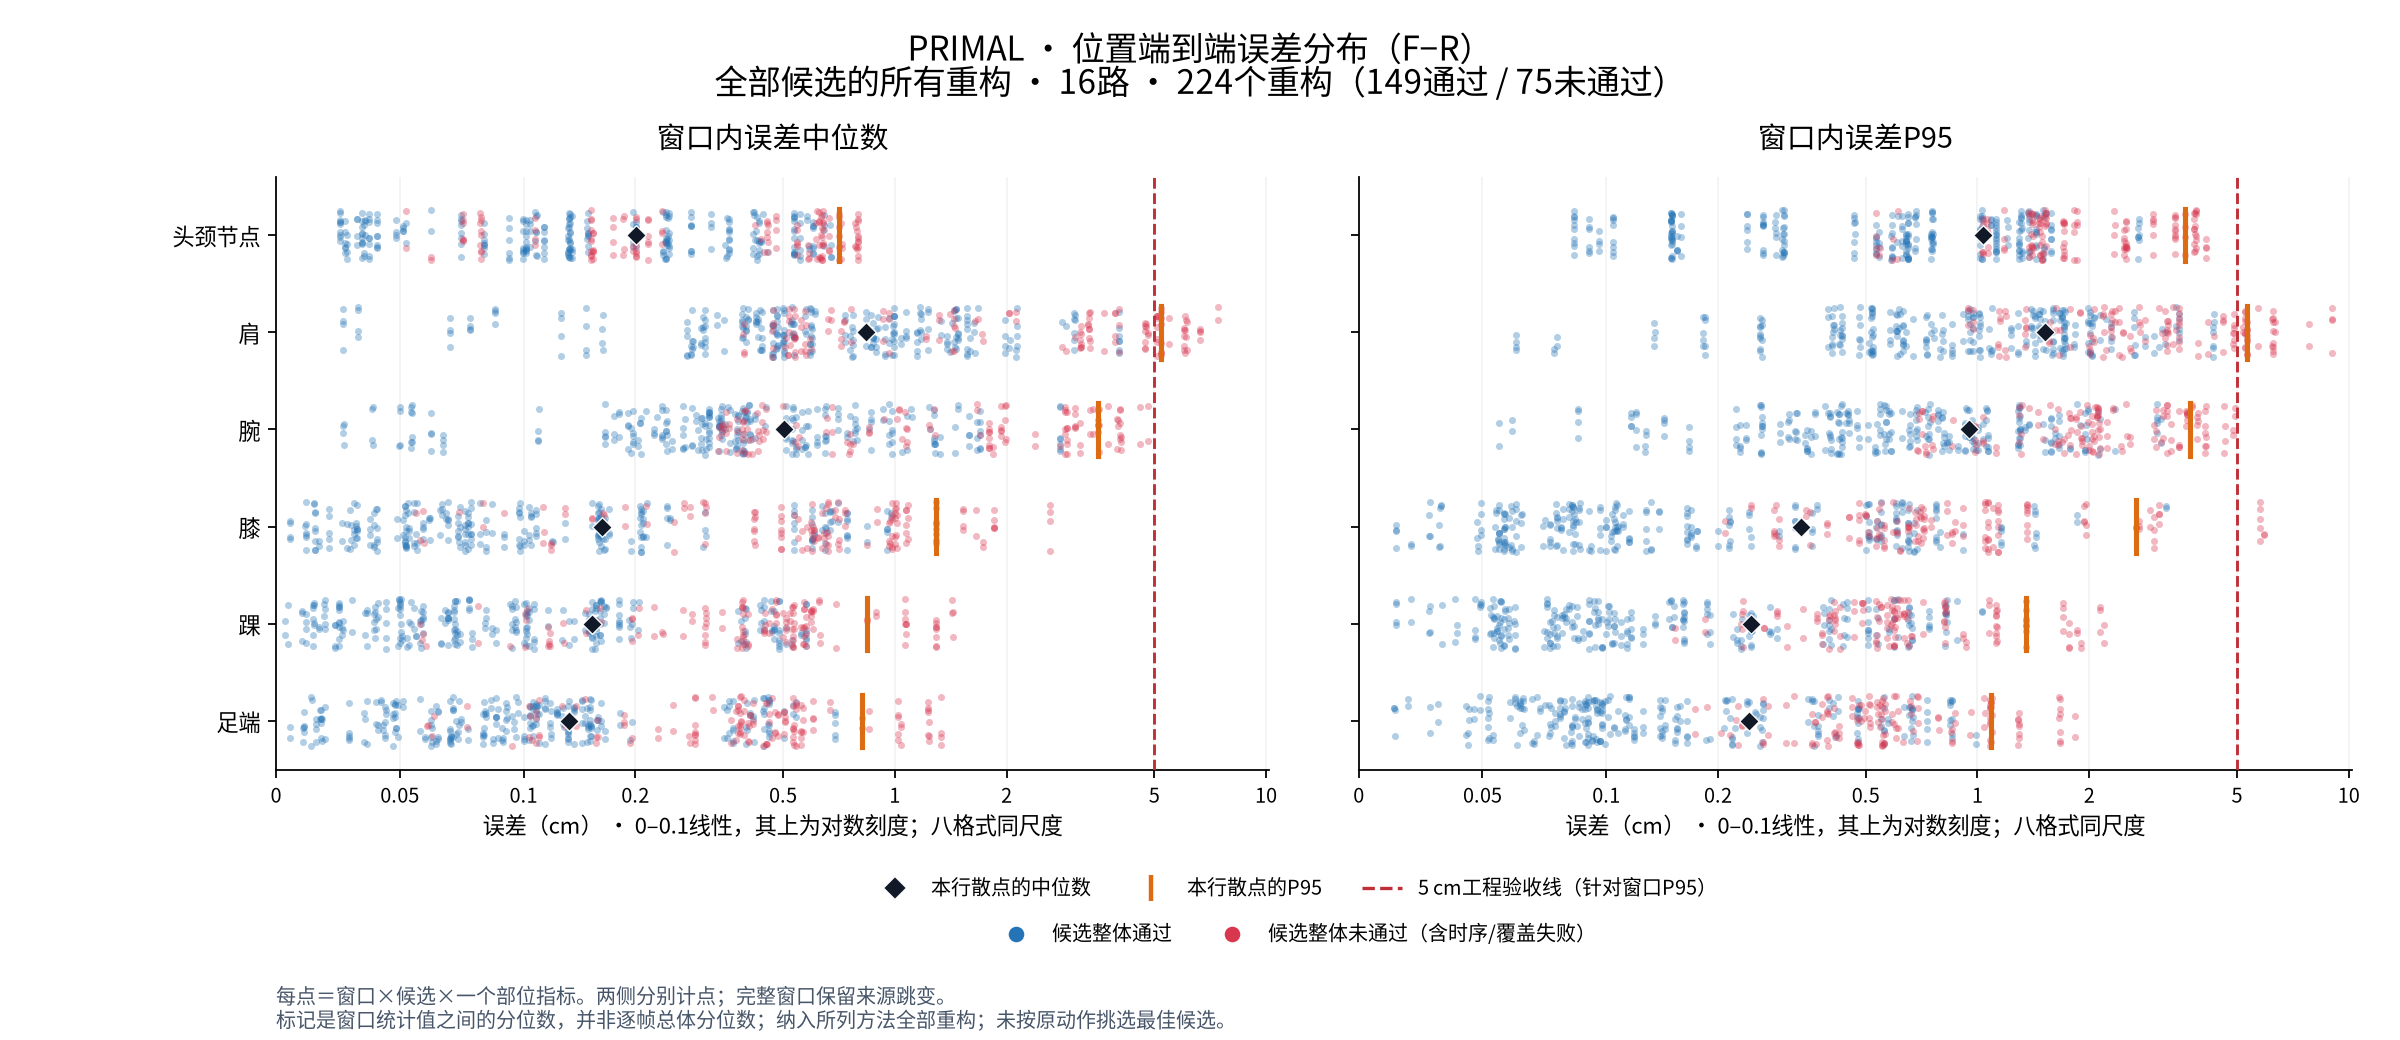 PRIMAL · 位置端到端误差分布（F−R）
全部候选的所有重构 · 16路 · 224个重构（149通过 / 75未通过）
窗口内误差中位数
窗口内误差P95
头颈节点
肩
腕
膝
踝
足端
0 0.05 0.1 0.2 0.5 1 2 5 10
0 0.05 0.1 0.2 0.5 1 2 5 10
误差（cm） · 0–0.1线性，其上为对数刻度；八格式同尺度
误差（cm） · 0–0.1线性，其上为对数刻度；八格式同尺度
本行散点的中位数
本行散点的P95
5 cm工程验收线（针对窗口P95）
候选整体通过
候选整体未通过（含时序/覆盖失败）
每点＝窗口×候选×一个部位指标。两侧分别计点；完整窗口保留来源跳变。
标记是窗口统计值之间的分位数，并非逐帧总体分位数；纳入所列方法全部重构；未按原动作挑选最佳候选。